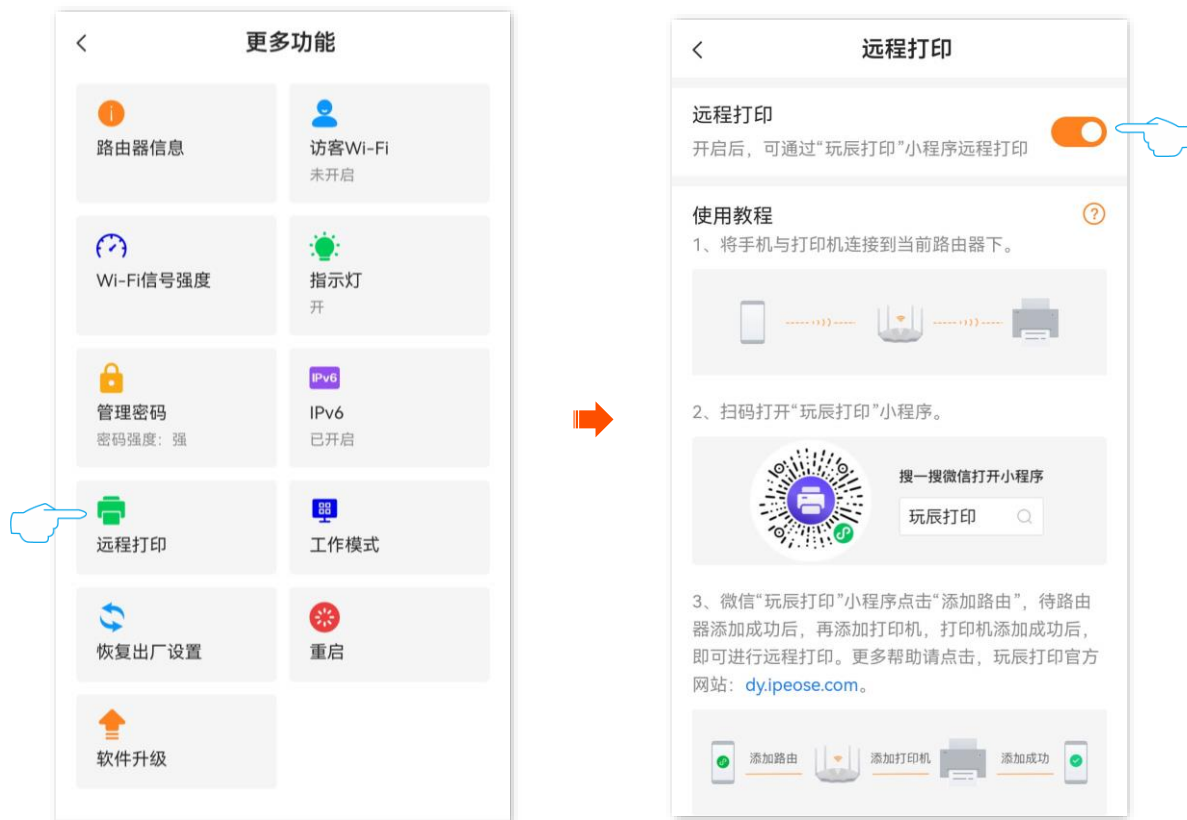 更多功能
路由器信息
访客Wi-Fi
未开启
Wi-Fi信号强度
指示灯
开
管理密码
密码强度：强
IPv6
IPv6
已开启
远程打印
工作模式
恢复出厂设置
重启
软件升级
远程打印
远程打印
开启后，可通过“玩辰打印”小程序远程打印
使用教程
1、将手机与打印机连接到当前路由器下。
2、扫码打开“玩辰打印”小程序。
搜一搜微信打开小程序
玩辰打印
3、微信“玩辰打印”小程序点击“添加路由”，待路由
器添加成功后，再添加打印机，打印机添加成功后，
即可进行远程打印。更多帮助请点击，玩辰打印官方
网站：dy.ipeose.com。
添加路由
添加打印机
添加成功